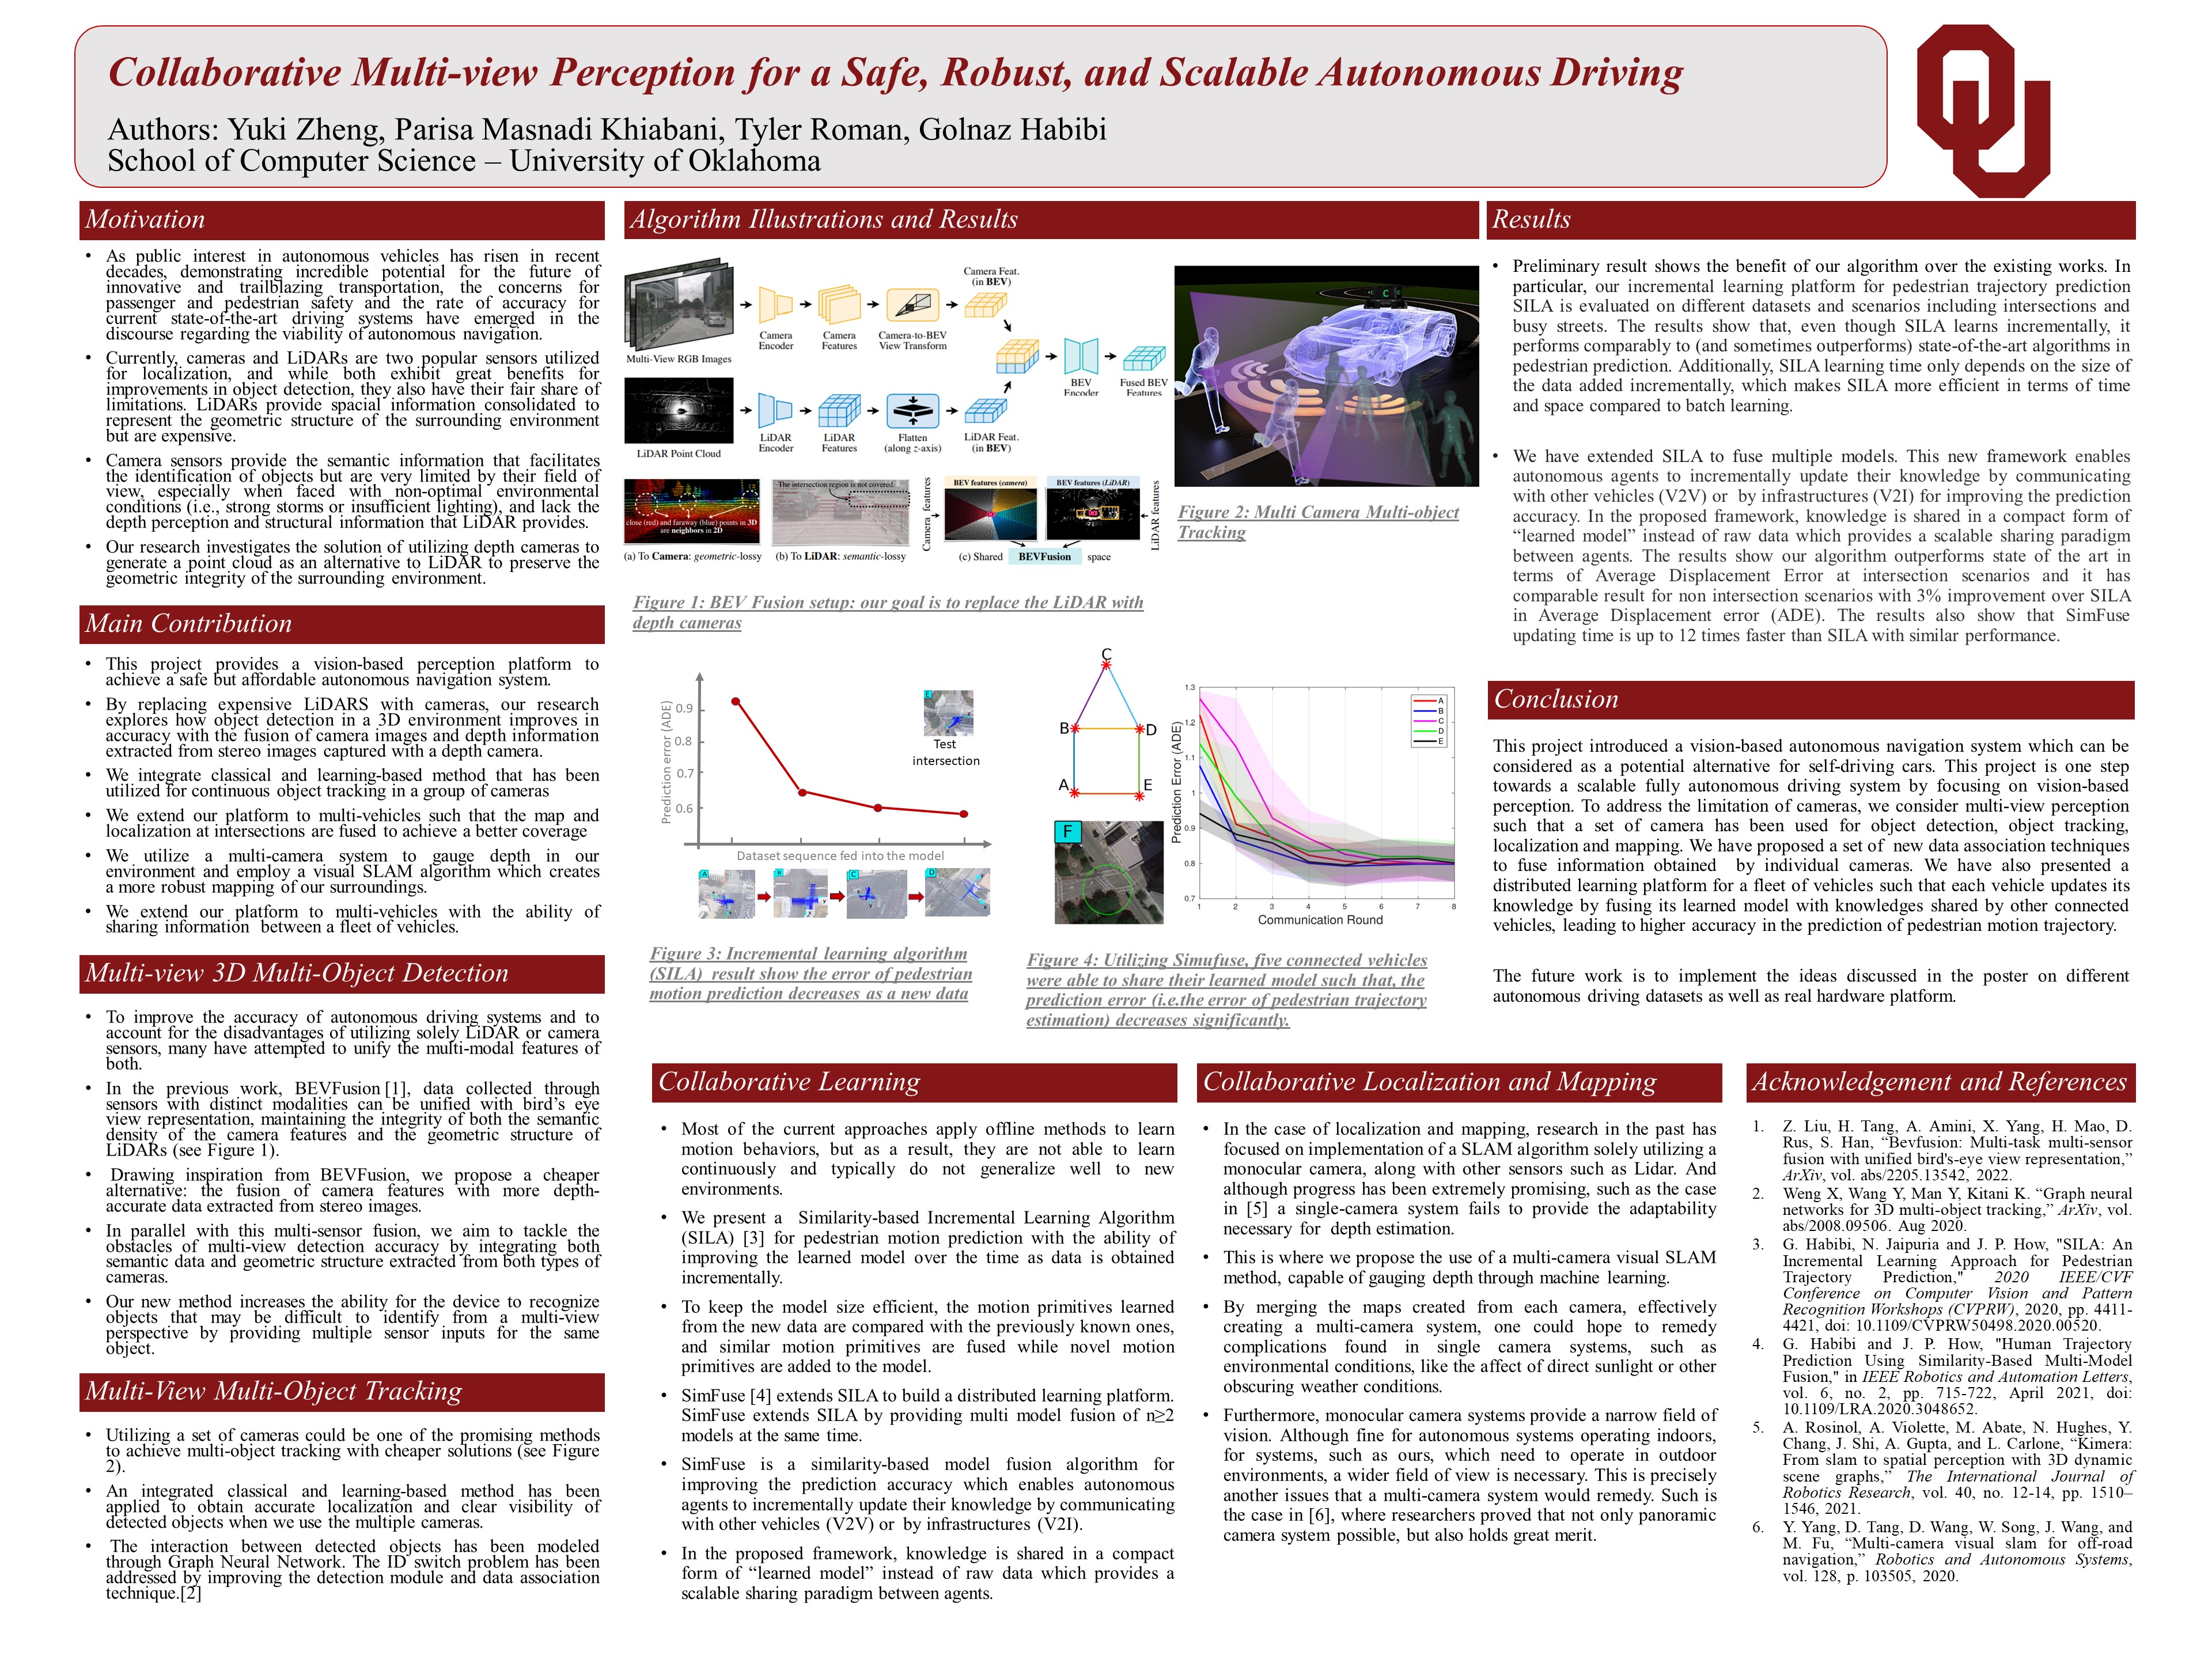 Collaborative Multi-view Perception for a Safe, Robust, and Scalable Autonomous Driving
Authors: Yuki Zheng, Parisa Masnadi Khiabani, Tyler Roman, Golnaz Habibi
School of Computer Science – University of Oklahoma
OU
Motivation
• As public interest in autonomous vehicles has risen in recent
decades, demonstrating incredible potential for the future of
innovative and trailblazing transportation, the concerns for
passenger and pedestrian safety and the rate of accuracy for
current state-of-the-art driving systems have emerged in the
discourse regarding the viability of autonomous navigation.
• Currently, cameras and LiDARs are two popular sensors utilized
for localization, and while both exhibit great benefits for
improvements in object detection, they also have their fair share of
limitations. LiDARs provide spacial information consolidated to
represent the geometric structure of the surrounding environment
but are expensive.
• Camera sensors provide the semantic information that facilitates
the identification of objects but are very limited by their field of
view, especially when faced with non-optimal environmental
conditions (i.e., strong storms or insufficient lighting), and lack the
depth perception and structural information that LiDAR provides.
• Our research investigates the solution of utilizing depth cameras to
generate a point cloud as an alternative to LiDAR to preserve the
geometric integrity of the surrounding environment.
Main Contribution
• This project provides a vision-based perception platform to
achieve a safe but affordable autonomous navigation system.
• By replacing expensive LiDARS with cameras, our research
explores how object detection in a 3D environment improves in
accuracy with the fusion of camera images and depth information
extracted from stereo images captured with a depth camera.
• We integrate classical and learning-based method that has been
utilized for continuous object tracking in a group of cameras
• We extend our platform to multi-vehicles such that the map and
localization at intersections are fused to achieve a better coverage
• We utilize a multi-camera system to gauge depth in our
environment and employ a visual SLAM algorithm which creates
a more robust mapping of our surroundings.
• We extend our platform to multi-vehicles with the ability of
sharing information between a fleet of vehicles.
Multi-view 3D Multi-Object Detection
• To improve the accuracy of autonomous driving systems and to
account for the disadvantages of utilizing solely LiDAR or camera
sensors, many have attempted to unify the multi-modal features of
both.
• In the previous work, BEVFusion [1], data collected through
sensors with distinct modalities can be unified with bird's eye
view representation, maintaining the integrity of both the semantic
density of the camera features and the geometric structure of
LiDARs (see Figure 1).
• Drawing inspiration from BEVFusion, we propose a cheaper
alternative: the fusion of camera features with more depth-
accurate data extracted from stereo images.
• In parallel with this multi-sensor fusion, we aim to tackle the
obstacles of multi-view detection accuracy by integrating both
semantic data and geometric structure extracted from both types of
cameras.
• Our new method increases the ability for the device to recognize
objects that may be difficult to identify from a multi-view
perspective by providing multiple sensor inputs for the same
object.
Multi-View Multi-Object Tracking
• Utilizing a set of cameras could be one of the promising methods
to achieve multi-object tracking with cheaper solutions (see Figure
2).
• An integrated classical and learning-based method has been
applied to obtain accurate localization and clear visibility of
detected objects when we use the multiple cameras.
• The interaction between detected objects has been modeled
through Graph Neural Network. The ID switch problem has been
addressed by improving the detection module and data association
technique.[2]
Algorithm Illustrations and Results
Multi-View RGB Images
Camera
Encoder
Camera
Features
Camera-to-BEV
View Transform
Camera Feat.
(in BEV)
LiDAR Point Cloud
LiDAR
Encoder
LiDAR
Features
Flatten
(along z-axis)
LiDAR Feat.
(in BEV)
BEV
Encoder
Fused BEV
Features
close (red) and faraway (blue) points in 3D
are neighbors in 2D
(a) To Camera: geometric-lossy
The intersection region is not covered.
(b) To LiDAR: semantic-lossy
Camera features
BEV features (camera)
BEV features (LiDAR)
LiDAR features
(c) Shared BEVFusion space
Figure 1: BEV Fusion setup: our goal is to replace the LiDAR with
depth cameras
C
Figure 2: Multi Camera Multi-object
Tracking
Prediction error (ADE)
0.9
0.8
0.7
0.6
E
Test
intersection
Dataset sequence fed into the model
A
B
C
D
Figure 3: Incremental learning algorithm
(SILA) result show the error of pedestrian
motion prediction decreases as a new data
C
B
D
A
E
F
Prediction Error (ADE)
1.3
1.2
1.1
1
0.9
0.8
0.7
1 2 3 4 5 6 7 8
Communication Round
A
B
C
D
E
Figure 4: Utilizing Simufuse, five connected vehicles
were able to share their learned model such that, the
prediction error (i.e.the error of pedestrian trajectory
estimation) decreases significantly.
Results
• Preliminary result shows the benefit of our algorithm over the existing works. In
particular, our incremental learning platform for pedestrian trajectory prediction
SILA is evaluated on different datasets and scenarios including intersections and
busy streets. The results show that, even though SILA learns incrementally, it
performs comparably to (and sometimes outperforms) state-of-the-art algorithms in
pedestrian prediction. Additionally, SILA learning time only depends on the size of
the data added incrementally, which makes SILA more efficient in terms of time
and space compared to batch learning.
• We have extended SILA to fuse multiple models. This new framework enables
autonomous agents to incrementally update their knowledge by communicating
with other vehicles (V2V) or by infrastructures (V2I) for improving the prediction
accuracy. In the proposed framework, knowledge is shared in a compact form of
“learned model” instead of raw data which provides a scalable sharing paradigm
between agents. The results show our algorithm outperforms state of the art in
terms of Average Displacement Error at intersection scenarios and it has
comparable result for non intersection scenarios with 3% improvement over SILA
in Average Displacement error (ADE). The results also show that SimFuse
updating time is up to 12 times faster than SILA with similar performance.
Conclusion
This project introduced a vision-based autonomous navigation system which can be
considered as a potential alternative for self-driving cars. This project is one step
towards a scalable fully autonomous driving system by focusing on vision-based
perception. To address the limitation of cameras, we consider multi-view perception
such that a set of camera has been used for object detection, object tracking,
localization and mapping. We have proposed a set of new data association techniques
to fuse information obtained by individual cameras. We have also presented a
distributed learning platform for a fleet of vehicles such that each vehicle updates its
knowledge by fusing its learned model with knowledges shared by other connected
vehicles, leading to higher accuracy in the prediction of pedestrian motion trajectory.
The future work is to implement the ideas discussed in the poster on different
autonomous driving datasets as well as real hardware platform.
Collaborative Learning
• Most of the current approaches apply offline methods to learn
motion behaviors, but as a result, they are not able to learn
continuously and typically do not generalize well to new
environments.
• We present a Similarity-based Incremental Learning Algorithm
(SILA) [3] for pedestrian motion prediction with the ability of
improving the learned model over the time as data is obtained
incrementally.
• To keep the model size efficient, the motion primitives learned
from the new data are compared with the previously known ones,
and similar motion primitives are fused while novel motion
primitives are added to the model.
• SimFuse [4] extends SILA to build a distributed learning platform.
SimFuse extends SILA by providing multi model fusion of n≥2
models at the same time.
• SimFuse is a similarity-based model fusion algorithm for
improving the prediction accuracy which enables autonomous
agents to incrementally update their knowledge by communicating
with other vehicles (V2V) or by infrastructures (V2I).
• In the proposed framework, knowledge is shared in a compact
form of “learned model” instead of raw data which provides a
scalable sharing paradigm between agents.
Collaborative Localization and Mapping
• In the case of localization and mapping, research in the past has
focused on implementation of a SLAM algorithm solely utilizing a
monocular camera, along with other sensors such as Lidar. And
although progress has been extremely promising, such as the case
in [5] a single-camera system fails to provide the adaptability
necessary for depth estimation.
• This is where we propose the use of a multi-camera visual SLAM
method, capable of gauging depth through machine learning.
• By merging the maps created from each camera, effectively
creating a multi-camera system, one could hope to remedy
complications found in single camera systems, such as
environmental conditions, like the affect of direct sunlight or other
obscuring weather conditions.
• Furthermore, monocular camera systems provide a narrow field of
vision. Although fine for autonomous systems operating indoors,
for systems, such as ours, which need to operate in outdoor
environments, a wider field of view is necessary. This is precisely
another issues that a multi-camera system would remedy. Such is
the case in [6], where researchers proved that not only panoramic
camera system possible, but also holds great merit.
Acknowledgement and References
1. Z. Liu, H. Tang, A. Amini, X. Yang, H. Mao, D.
Rus, S. Han, “Bevfusion: Multi-task multi-sensor
fusion with unified bird's-eye view representation,”
ArXiv, vol. abs/2205.13542, 2022.
2. Weng X, Wang Y, Man Y, Kitani K. “Graph neural
networks for 3D multi-object tracking,” ArXiv, vol.
abs/2008.09506. Aug 2020.
3. G. Habibi, N. Jaipuria and J. P. How, "SILA: An
Incremental Learning Approach for Pedestrian
Trajectory Prediction," 2020 IEEE/CVF
Conference on Computer Vision and Pattern
Recognition Workshops (CVPRW), 2020, pp. 4411-
4421, doi: 10.1109/CVPRW50498.2020.00520.
4. G. Habibi and J. P. How, "Human Trajectory
Prediction Using Similarity-Based Multi-Model
Fusion," in IEEE Robotics and Automation Letters,
vol. 6, no. 2, pp. 715-722, April 2021, doi:
10.1109/LRA.2020.3048652.
5. A. Rosinol, A. Violette, M. Abate, N. Hughes, Y.
Chang, J. Shi, A. Gupta, and L. Carlone, “Kimera:
From slam to spatial perception with 3D dynamic
scene graphs,” The International Journal of
Robotics Research, vol. 40, no. 12-14, pp. 1510–
1546, 2021.
6. Y. Yang, D. Tang, D. Wang, W. Song, J. Wang, and
M. Fu, “Multi-camera visual slam for off-road
navigation,” Robotics and Autonomous Systems,
vol. 128, p. 103505, 2020.